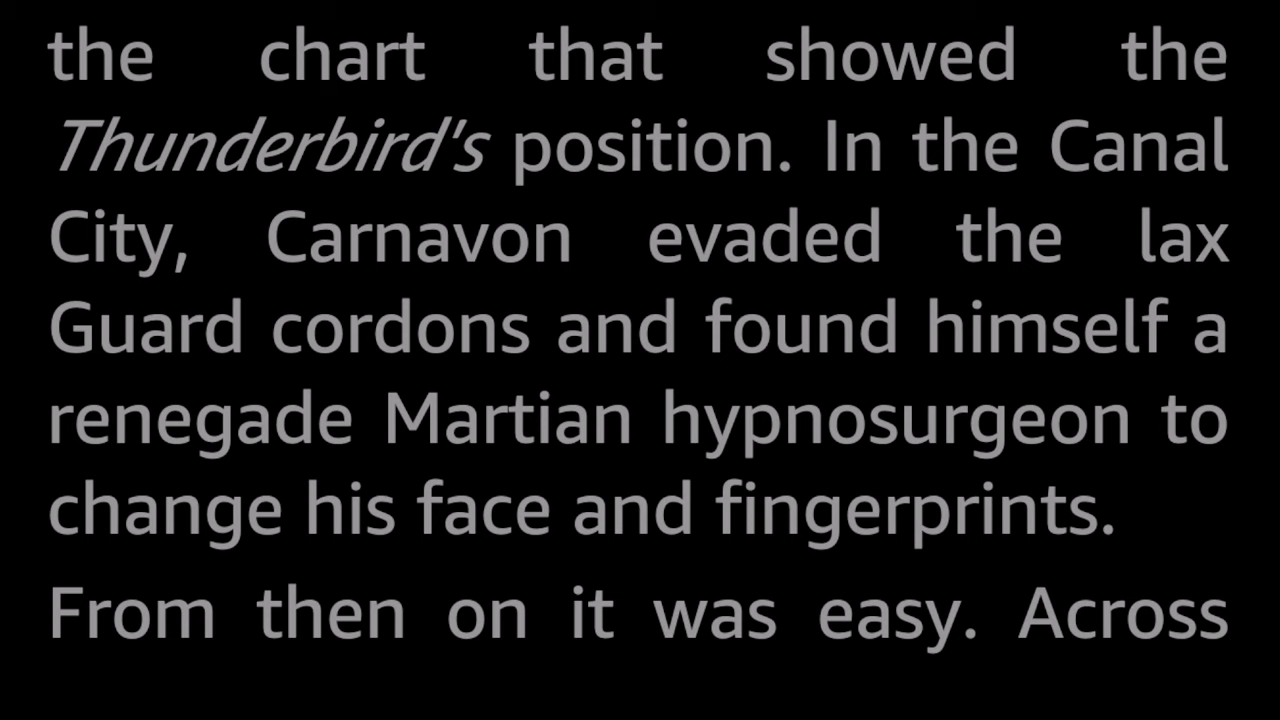 the chart that showed the
Thunderbird's position. In the Canal
City, Carnavon evaded the lax
Guard cordons and found himself a
renegade Martian hypnosurgeon to
change his face and fingerprints.
From then on it was easy. Across